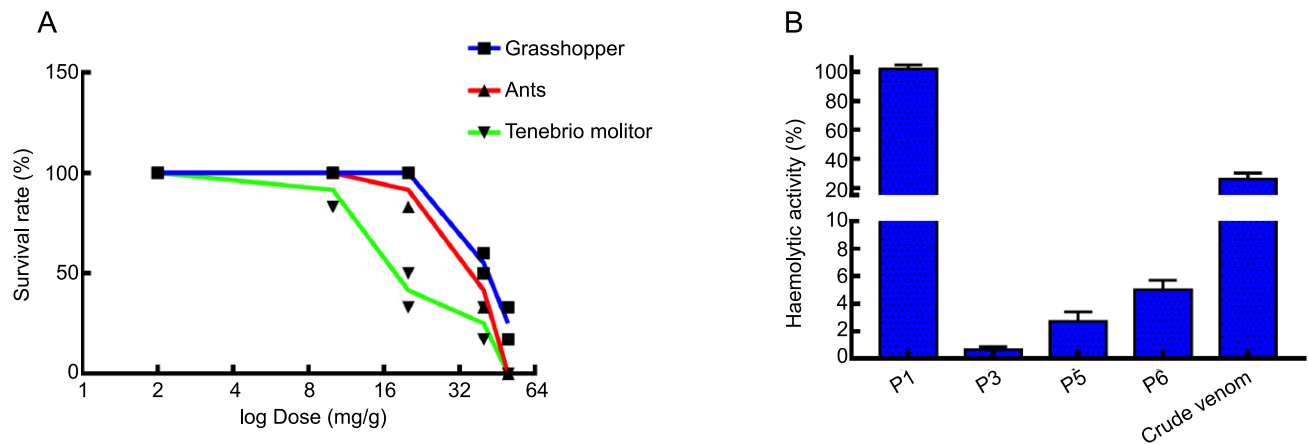 A
Grasshopper
Ants
Tenebrio molitor
150
100
50
0
Survival rate (%)
1 2 4 8 16 32 64
log Dose (mg/g)
B
100
80
60
40
20
10
8
6
4
2
0
Haemolytic activity (%)
P1 P3 P5 P6 Crude venom